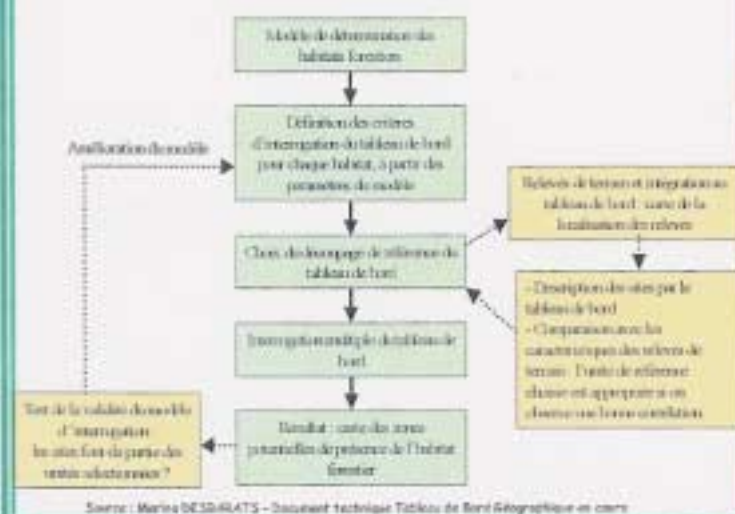 Modèle de détermination des
habitats forestiers
Définition des critères
d'interrogation du tableau de bord
pour chaque habitat, à partir des
paramètres du modèle
Amélioration du modèle
Relevés de terrain et intégration au
tableau de bord : carte de la
localisation des relevés
Choix du découpage de référence du
tableau de bord
- Description des sites par le
tableau de bord
- Comparaison avec les
caractéristiques des relevés de
terrain : l'unité de référence
choisie est appropriée si on
observe une bonne corrélation
Interrogation multiple du tableau de
bord
Test de la validité du modèle
d'interrogation
les sites font-ils partie des
unités sélectionnées ?
Résultat : carte des zones
potentielles de présence de l'habitat
forestier
Source : Marina DESBALATS - Document technique Tableau de Bord Géographique en cours